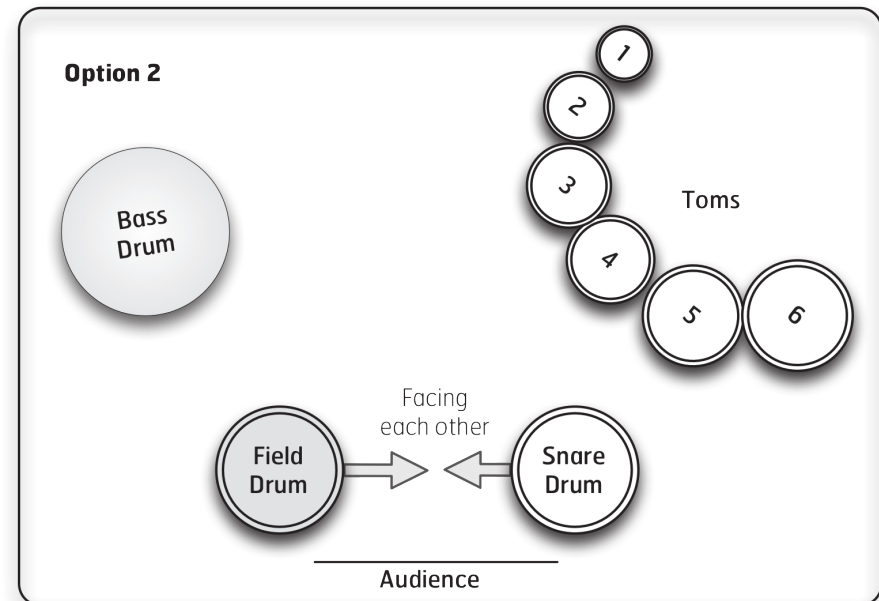 Option 2
1
2
3
4
5
6
Toms
Bass
Drum
Facing
each other
Field
Drum
Snare
Drum
Audience